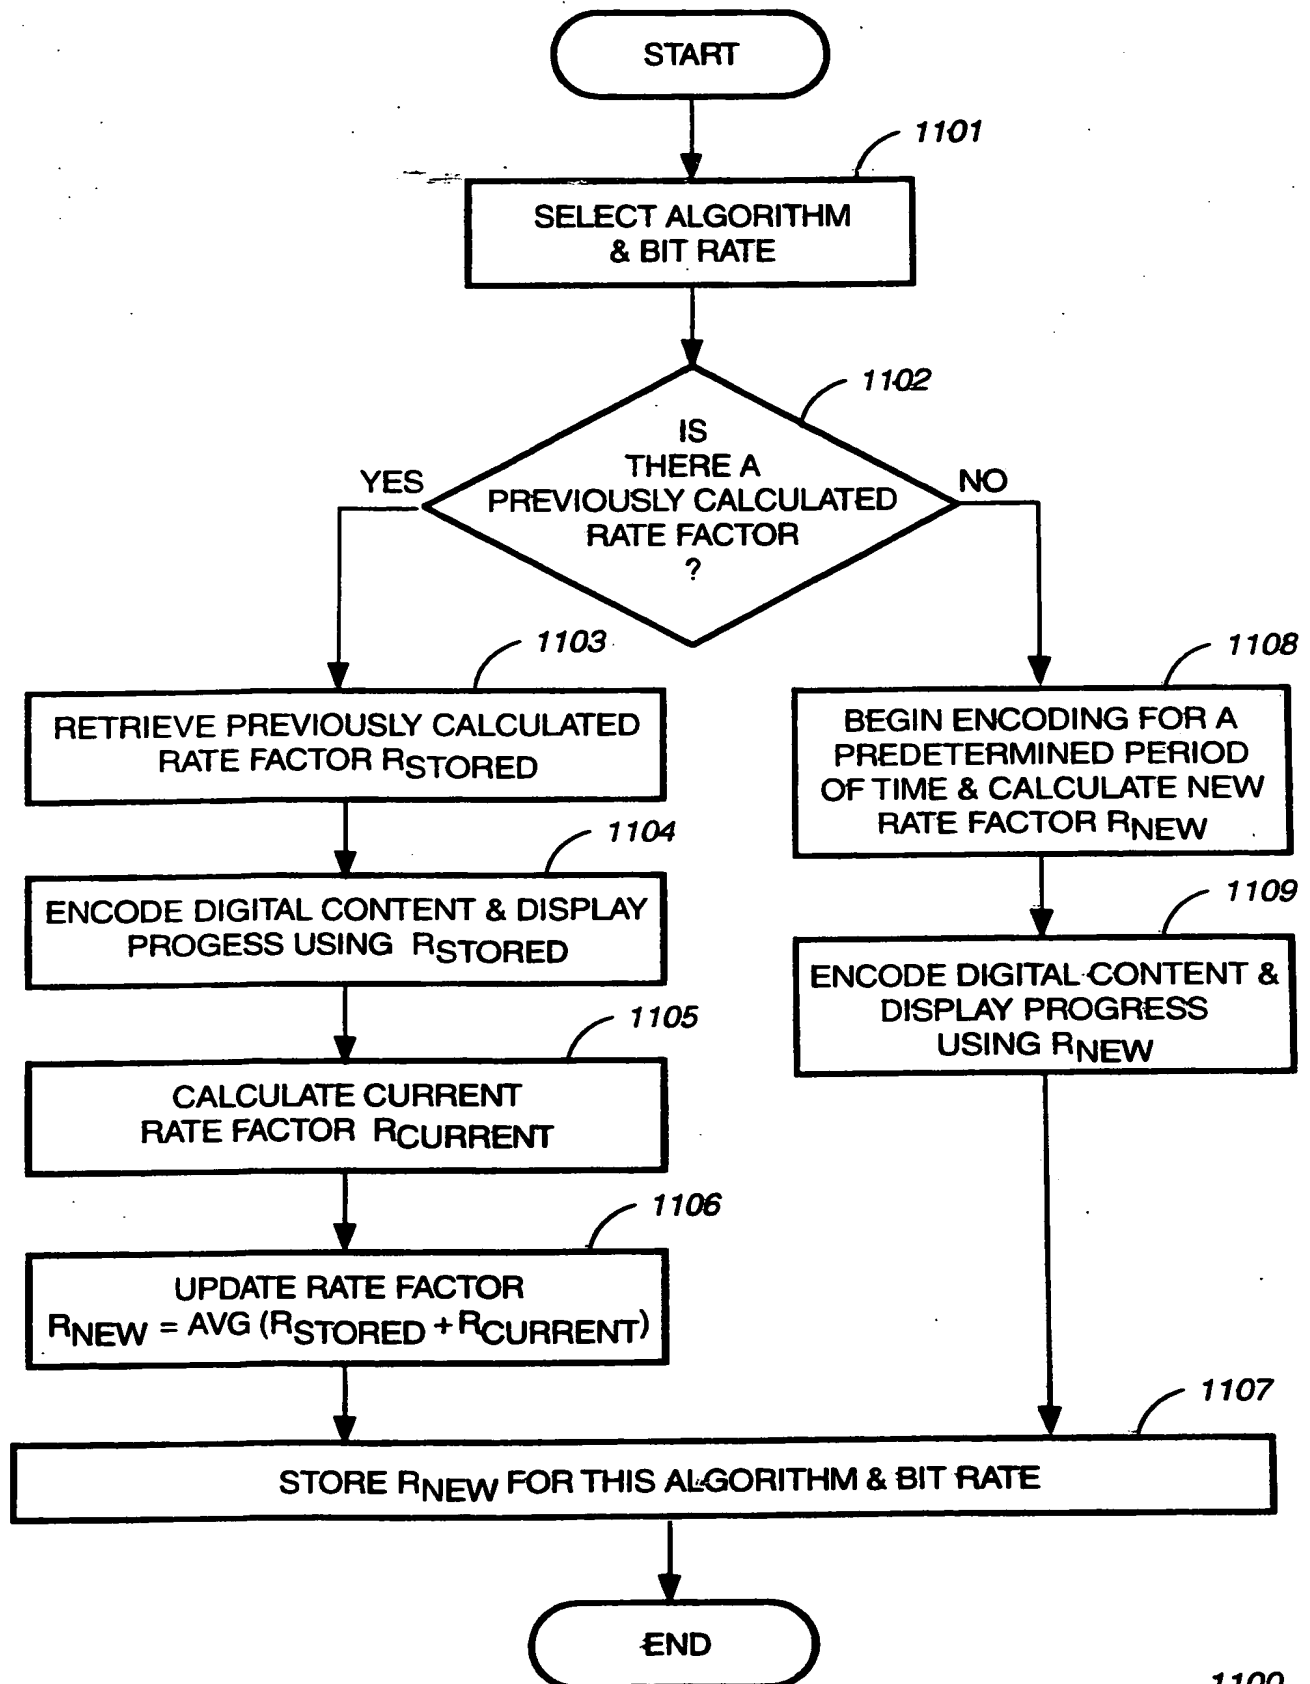 START
1101
SELECT ALGORITHM
& BIT RATE
1102
IS
THERE A
PREVIOUSLY CALCULATED
RATE FACTOR
?
YES
NO
1103
RETRIEVE PREVIOUSLY CALCULATED
RATE FACTOR RSTORED
1104
ENCODE DIGITAL CONTENT & DISPLAY
PROGESS USING RSTORED
1105
CALCULATE CURRENT
RATE FACTOR RCURRENT
1106
UPDATE RATE FACTOR
RNEW = AVG (RSTORED + RCURRENT)
1108
BEGIN ENCODING FOR A
PREDETERMINED PERIOD
OF TIME & CALCULATE NEW
RATE FACTOR RNEW
1109
ENCODE DIGITAL CONTENT &
DISPLAY PROGRESS
USING RNEW
1107
STORE RNEW FOR THIS ALGORITHM & BIT RATE
END